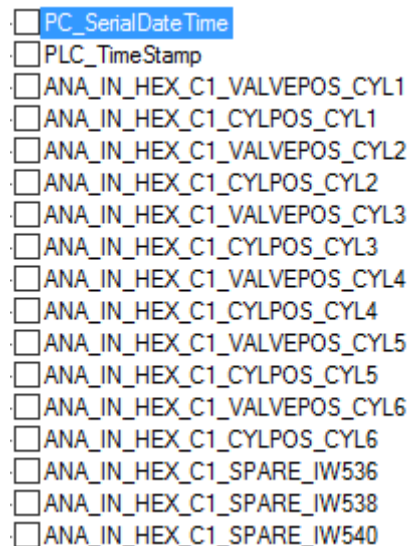 PC_SerialDateTime
PLC_TimeStamp
ANA_IN_HEX_C1_VALVEPOS_CYL1
ANA_IN_HEX_C1_CYLPOS_CYL1
ANA_IN_HEX_C1_VALVEPOS_CYL2
ANA_IN_HEX_C1_CYLPOS_CYL2
ANA_IN_HEX_C1_VALVEPOS_CYL3
ANA_IN_HEX_C1_CYLPOS_CYL3
ANA_IN_HEX_C1_VALVEPOS_CYL4
ANA_IN_HEX_C1_CYLPOS_CYL4
ANA_IN_HEX_C1_VALVEPOS_CYL5
ANA_IN_HEX_C1_CYLPOS_CYL5
ANA_IN_HEX_C1_VALVEPOS_CYL6
ANA_IN_HEX_C1_CYLPOS_CYL6
ANA_IN_HEX_C1_SPARE_IW536
ANA_IN_HEX_C1_SPARE_IW538
ANA_IN_HEX_C1_SPARE_IW540